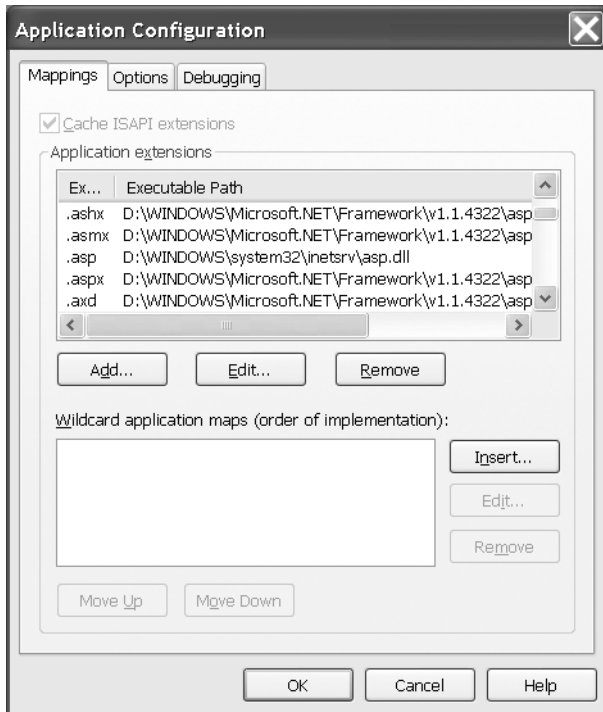 Application Configuration
Mappings Options Debugging
Cache ISAPI extensions
Application extensions
Ex... Executable Path
.ashx D:\WINDOWS\Microsoft.NET\Framework\v1.1.4322\asp
.asmx D:\WINDOWS\Microsoft.NET\Framework\v1.1.4322\asp
.asp D:\WINDOWS\system32\inetsrv\asp.dll
.aspx D:\WINDOWS\Microsoft.NET\Framework\v1.1.4322\asp
.axd D:\WINDOWS\Microsoft.NET\Framework\v1.1.4322\asp
Add... Edit... Remove
Wildcard application maps (order of implementation):
Insert...
Edit...
Remove
Move Up Move Down
OK Cancel Help